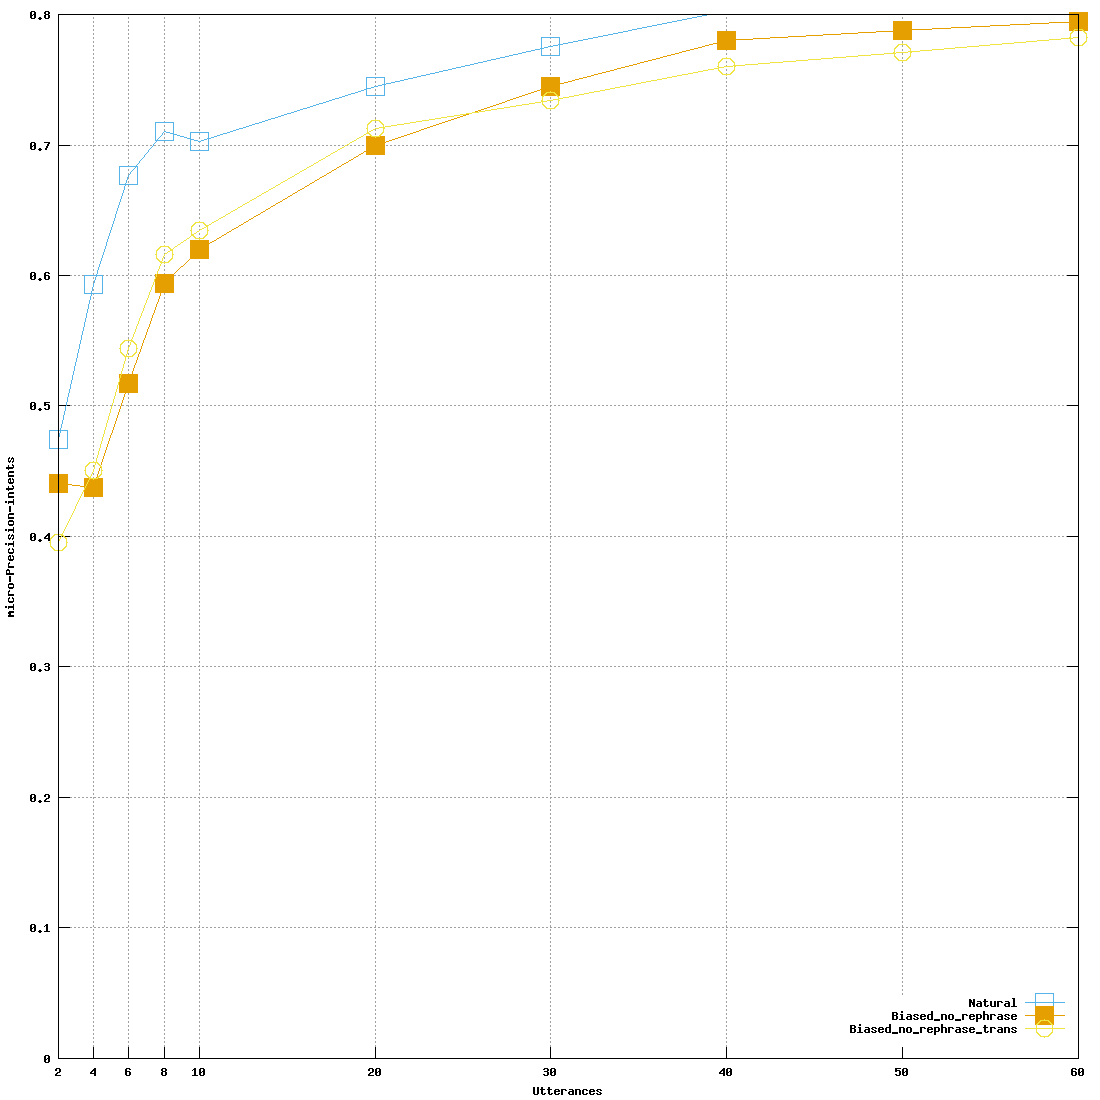 0.8
0.7
0.6
0.5
0.4
0.3
0.2
0.1
0
micro-Precision-intents
2 4 6 8 10 20 30 40 50 60
Utterances
Natural
Biased_no_rephrase
Biased_no_rephrase_trans